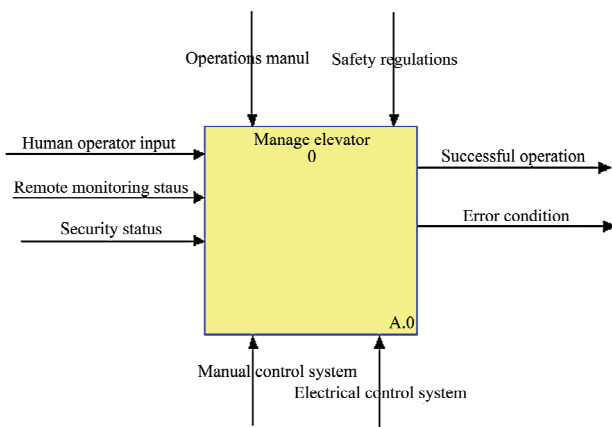 Operations manul
Safety regulations
Manage elevator
0
Human operator input
Remote monitoring staus
Security status
Successful operation
Error condition
A.0
Manual control system
Electrical control system